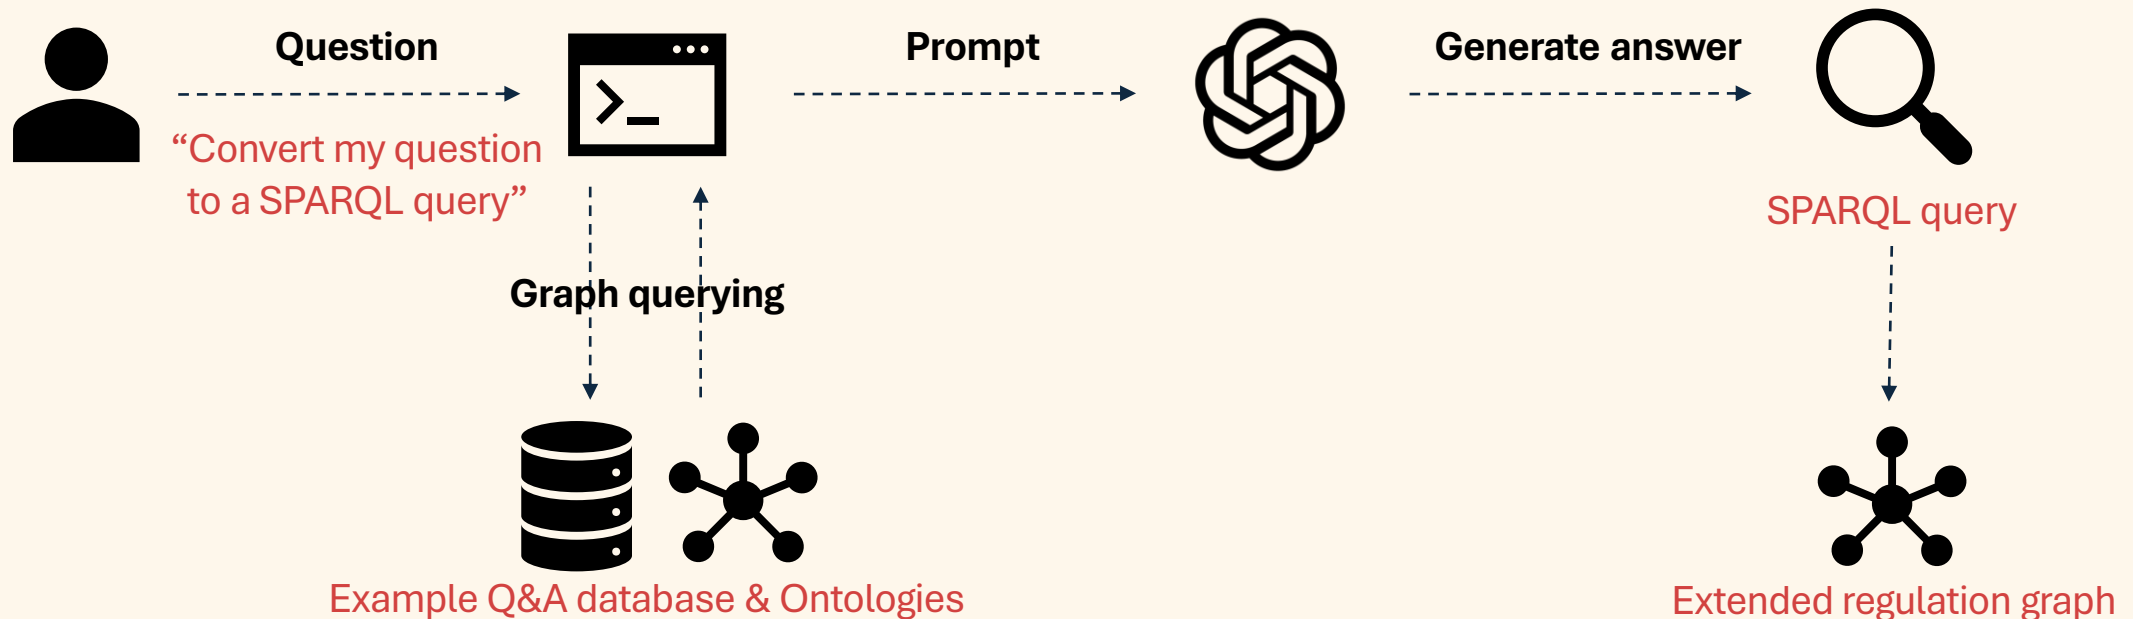 Question
Prompt
Generate answer
“Convert my question
to a SPARQL query”
SPARQL query
Graph querying
Example Q&A database & Ontologies
Extended regulation graph